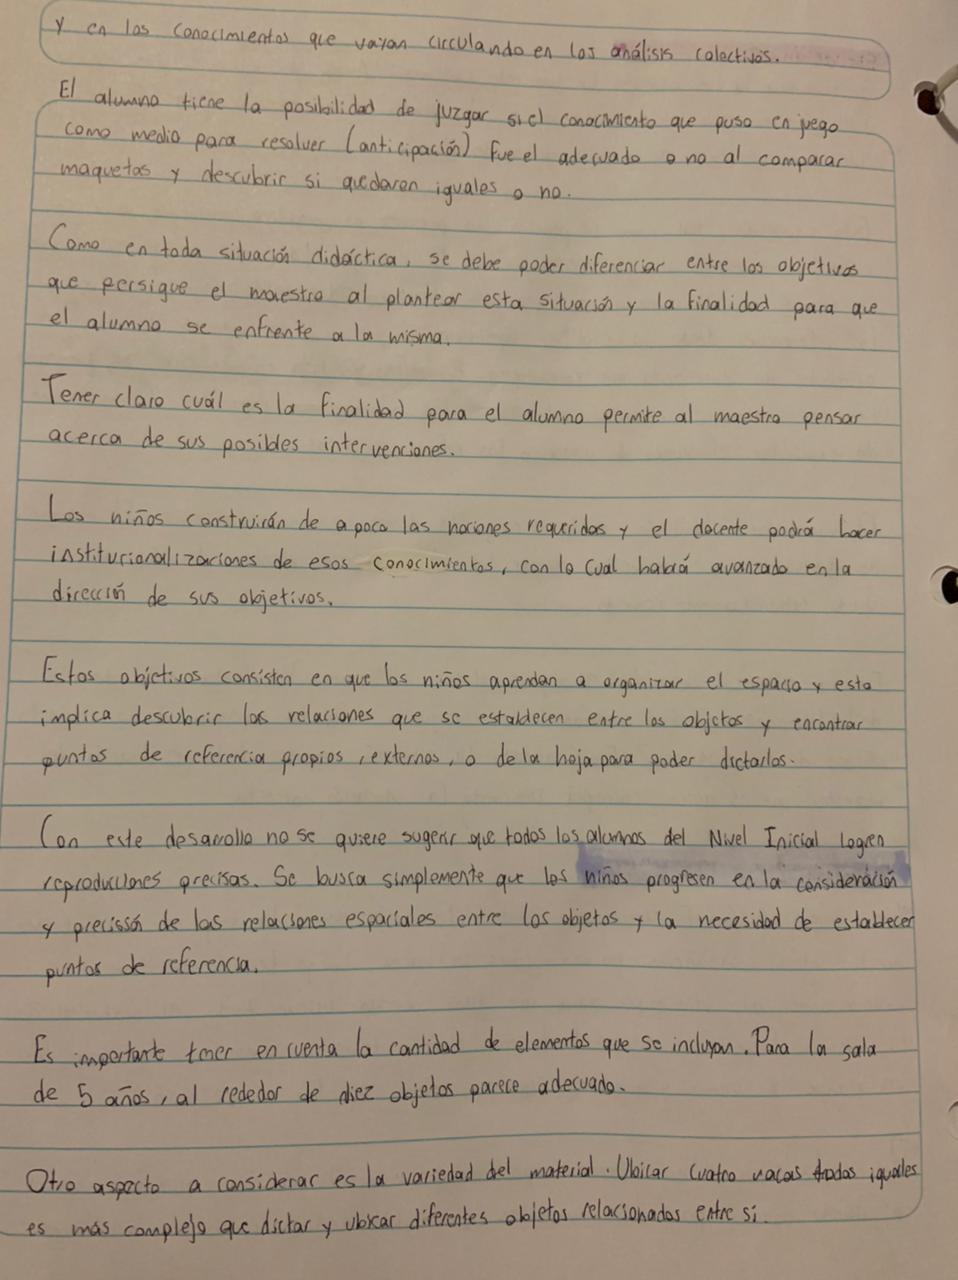 y en los conocimientos que vayan circulando en los análisis colectivos.
El alumno tiene la posibilidad de juzgar si el conocimiento que puso en juego
como medio para resolver (anticipación) fue el adecuado o no al comparar
maquetas y descubrir si quedaron iguales o no.
Como en toda situación didáctica, se debe poder diferenciar entre los objetivos
que persigue el maestro al plantear esta situación y la finalidad para que
el alumno se enfrente a la misma.
Tener claro cuál es la finalidad para el alumno permite al maestro pensar
acerca de sus posibles intervenciones.
Los niños construirán de a poco las nociones requeridas y el docente podrá hacer
institucionalizaciones de esos conocimientos, con lo cual habrá avanzado en la
dirección de sus objetivos.
Estos objetivos consisten en que los niños aprendan a organizar el espacio y esto
implica descubrir las relaciones que se establecen entre los objetos y encontrar
puntos de referencia propios, externos, o de la hoja para poder dictarlos.
Con este desarrollo no se quiere sugerir que todos los alumnos del Nivel Inicial logren
reproducciones precisas. Se busca simplemente que los niños progresen en la consideración
y precisión de las relaciones espaciales entre los objetos y la necesidad de establecer
puntos de referencia.
Es importante tener en cuenta la cantidad de elementos que se incluyan. Para la sala
de 5 años, al rededor de diez objetos parece adecuado.
Otro aspecto a considerar es la variedad del material. Ubicar cuatro vacas todas iguales
es más complejo que dictar y ubicar diferentes objetos relacionados entre sí.